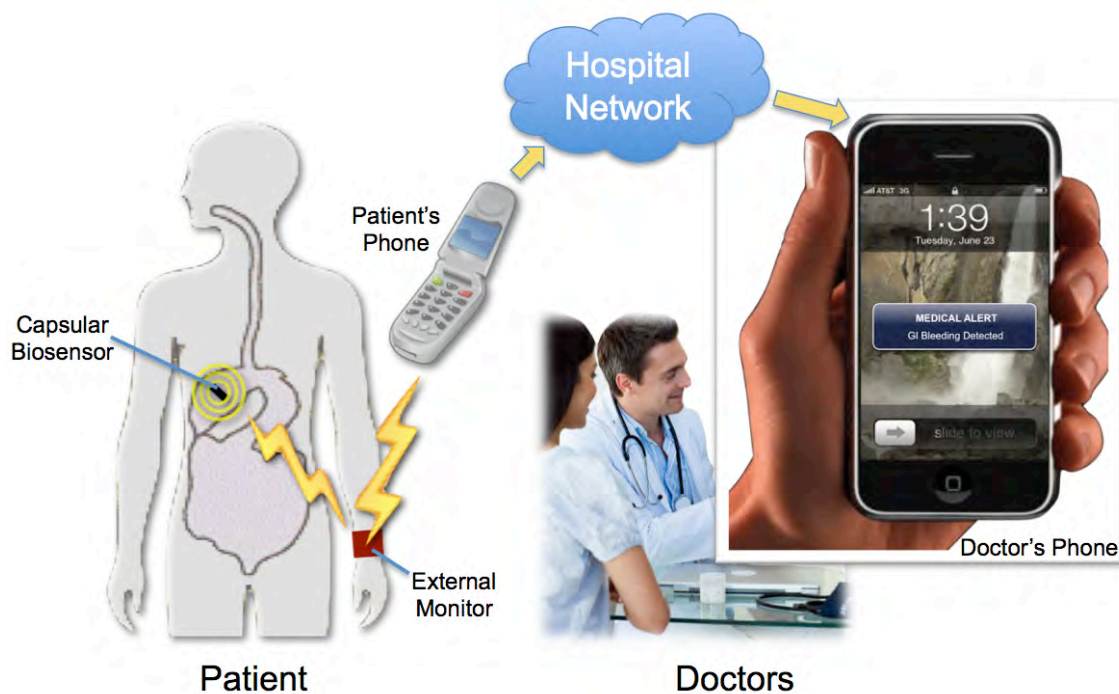 Hospital
Network
Patient's
Phone
AT&T 3G
1:39
Tuesday, June 23
MEDICAL ALERT
GI Bleeding Detected
slide to view
Capsular
Biosensor
External
Monitor
Doctor's Phone
Patient
Doctors